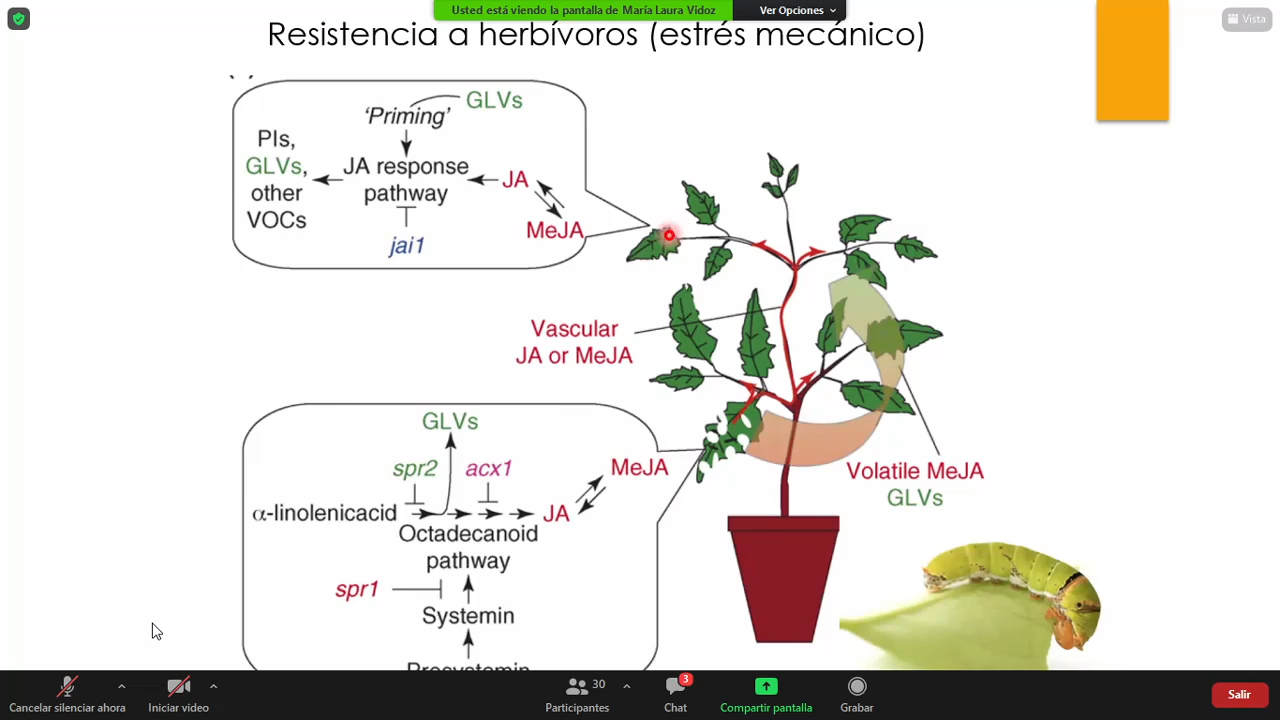 Usted está viendo la pantalla de María Laura Vidoz
Ver Opciones
Vista
Resistencia a herbívoros (estrés mecánico)
GLVs
‘Priming’
PIs,
GLVs,
other
VOCs
JA response
pathway
JA
MeJA
jai1
Vascular
JA or MeJA
GLVs
spr2
acx1
MeJA
α-linolenicacid
JA
Octadecanoid
pathway
spr1
Systemin
Prosystemin
Volatile MeJA
GLVs
Cancelar silenciar ahora
Iniciar video
30
Participantes
3
Chat
Compartir pantalla
Grabar
Salir